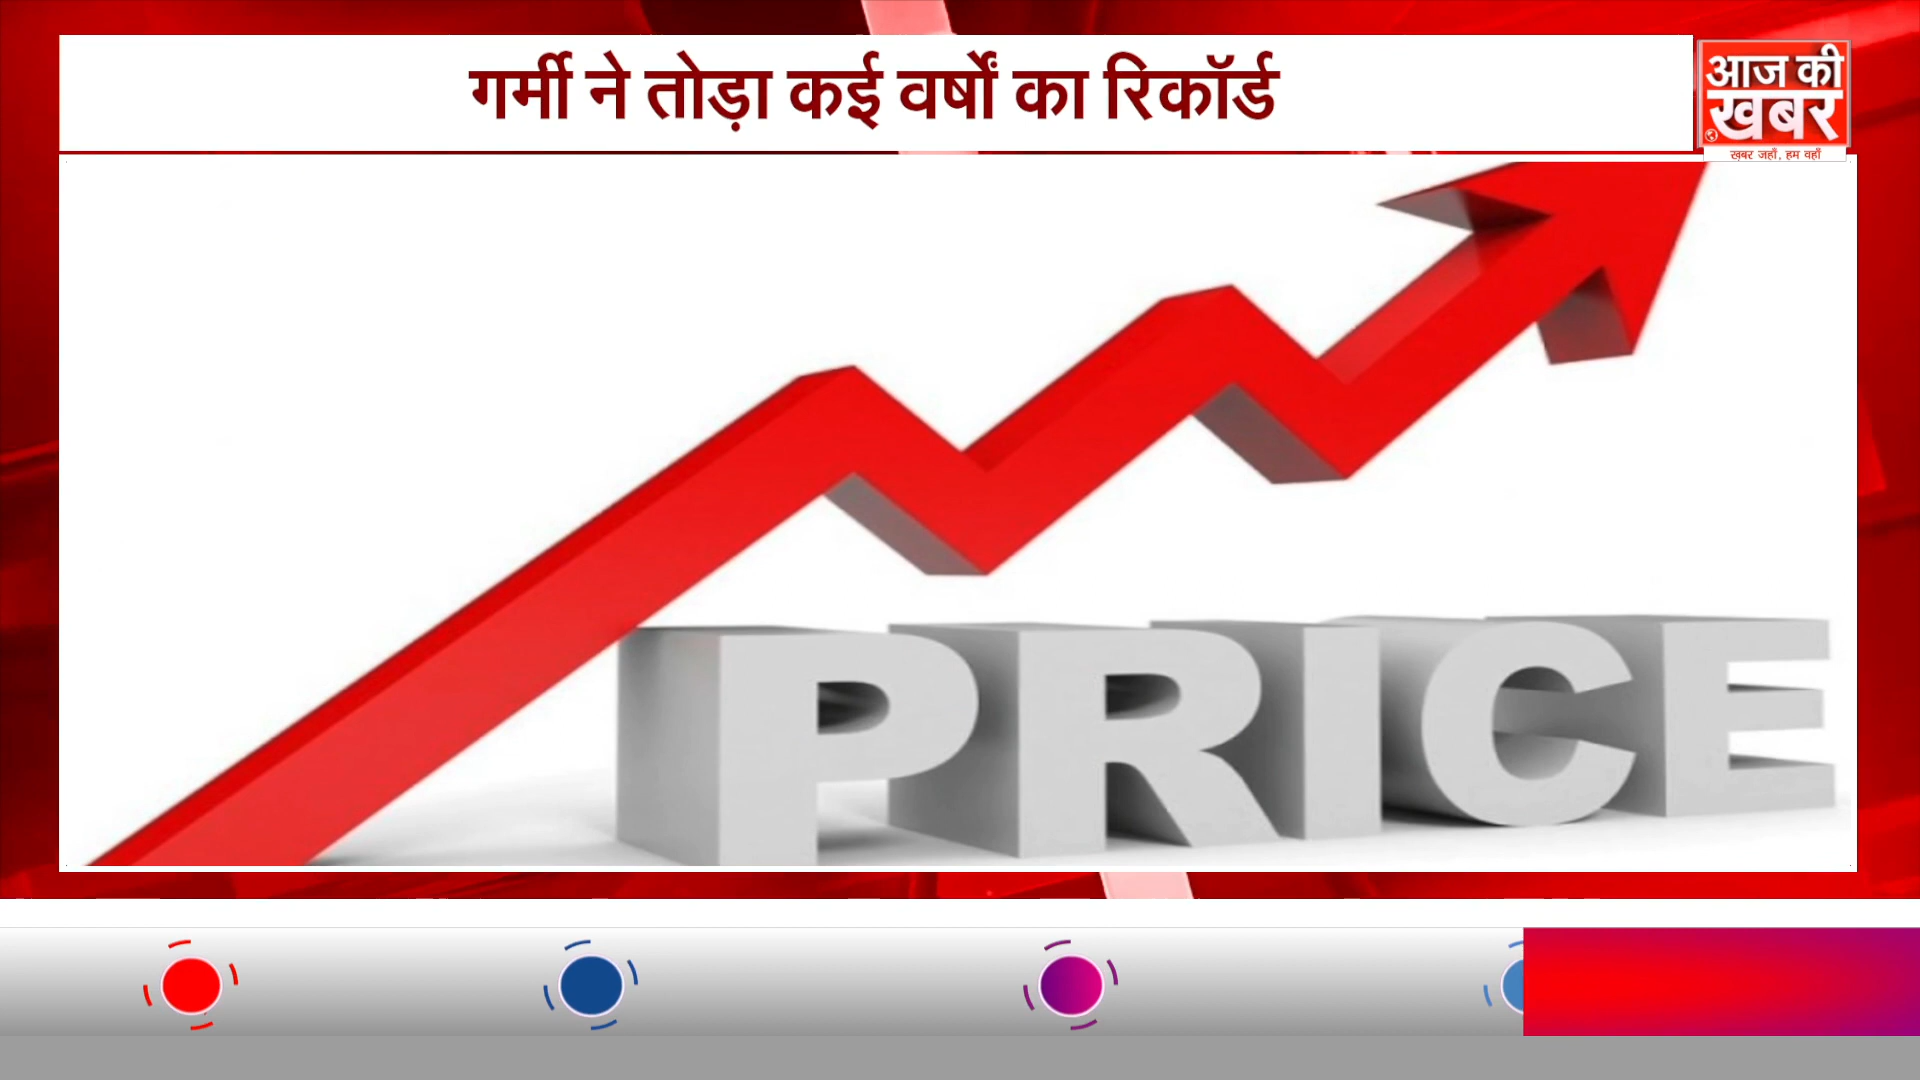 गर्मी ने तोड़ा कई वर्षों का रिकॉर्ड
आज की
खबर
खबर जहाँ, हम वहाँ
PRICE